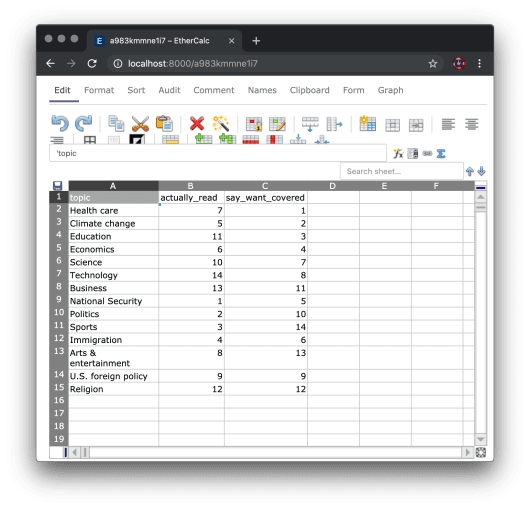 E a983kmmne1i7 – EtherCalc × +
localhost:8000/a983kmmne1i7
Edit Format Sort Audit Comment Names Clipboard Form Graph
'topic
Search sheet...
A B C D E F
1 topic actually_read say_want_covered
2 Health care 7 1
3 Climate change 5 2
4 Education 11 3
5 Economics 6 4
6 Science 10 7
7 Technology 14 8
8 Business 13 11
9 National Security 1 5
10 Politics 2 10
11 Sports 3 14
12 Immigration 4 6
13 Arts & 8 13
entertainment
14 U.S. foreign policy 9 9
15 Religion 12 12
16
17
18
19